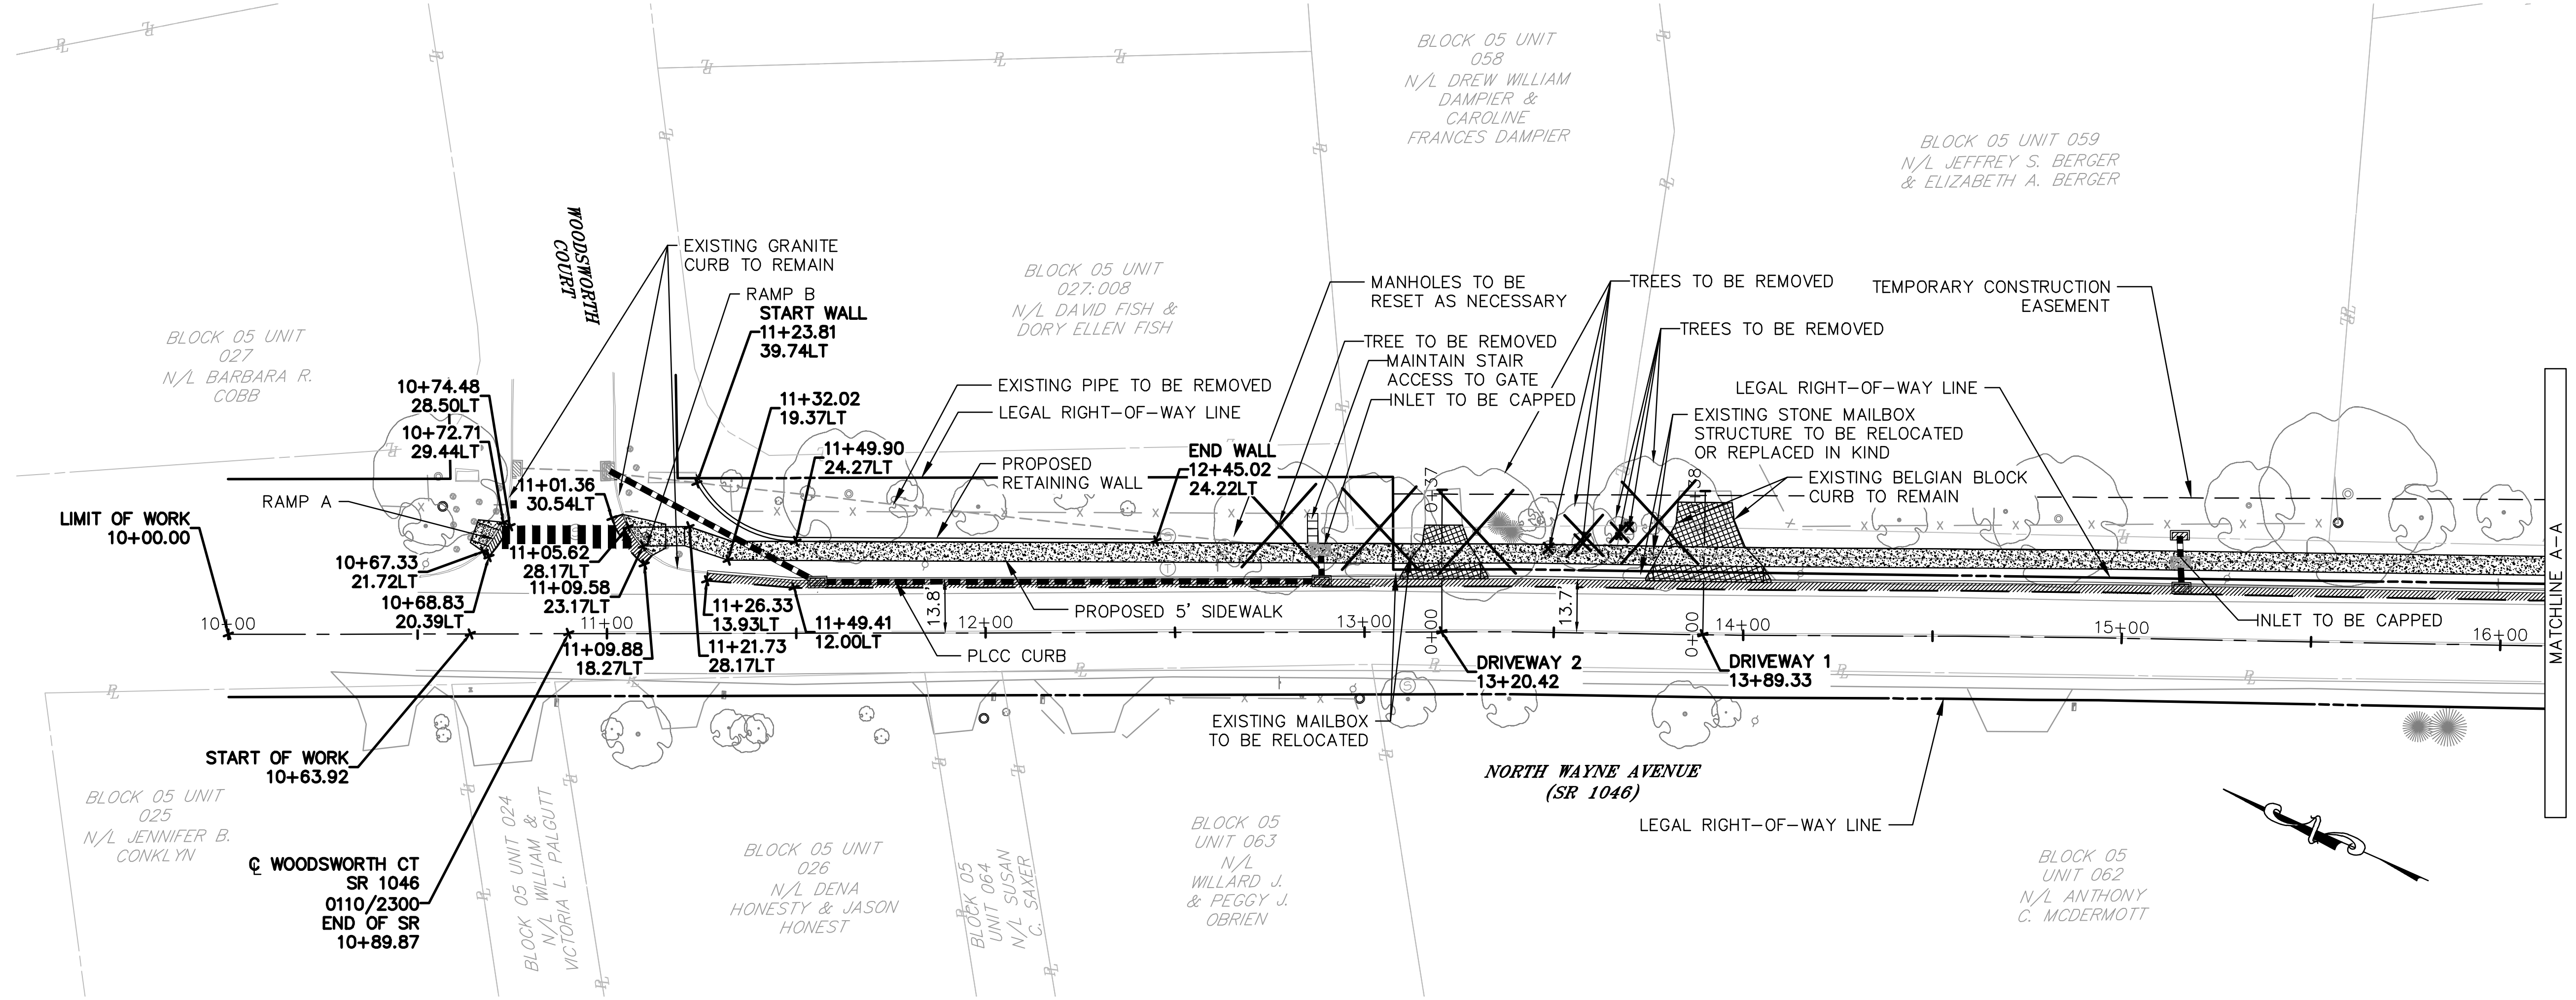 BLOCK 05 UNIT
058
N/L DREW WILLIAM
DAMPIER &
CAROLINE
FRANCES DAMPIER
BLOCK 05 UNIT 059
N/L JEFFREY S. BERGER
& ELIZABETH A. BERGER
WOODSWORTH
COURT
EXISTING GRANITE
CURB TO REMAIN
RAMP B
START WALL
11+23.81
39.74LT
BLOCK 05 UNIT
027:008
N/L DAVID FISH &
DORY ELLEN FISH
MANHOLES TO BE
RESET AS NECESSARY
TREES TO BE REMOVED
TEMPORARY CONSTRUCTION
EASEMENT
TREES TO BE REMOVED
BLOCK 05 UNIT
027
N/L BARBARA R.
COBB
TREE TO BE REMOVED
MAINTAIN STAIR
ACCESS TO GATE
INLET TO BE CAPPED
10+74.48
28.50LT
10+72.71
29.44LT
11+32.02
19.37LT
EXISTING PIPE TO BE REMOVED
LEGAL RIGHT-OF-WAY LINE
LEGAL RIGHT-OF-WAY LINE
EXISTING STONE MAILBOX
STRUCTURE TO BE RELOCATED
OR REPLACED IN KIND
11+49.90
24.27LT
PROPOSED
RETAINING WALL
END WALL
12+45.02
24.22LT
0+37
0+38
EXISTING BELGIAN BLOCK
CURB TO REMAIN
RAMP A
11+01.36
30.54LT
LIMIT OF WORK
10+00.00
10+67.33
21.72LT
10+68.83
20.39LT
11+05.62
28.17LT
11+09.58
23.17LT
11+09.88
18.27LT
11+26.33
13.93LT
11+21.73
28.17LT
11+49.41
12.00LT
13.8'
PROPOSED 5' SIDEWALK
PLCC CURB
13.7'
INLET TO BE CAPPED
10+00
11+00
12+00
13+00
0+00
0+00
14+00
15+00
16+00
MATCHLINE A-A
DRIVEWAY 2
13+20.42
DRIVEWAY 1
13+89.33
EXISTING MAILBOX
TO BE RELOCATED
START OF WORK
10+63.92
NORTH WAYNE AVENUE
(SR 1046)
LEGAL RIGHT-OF-WAY LINE
BLOCK 05 UNIT
025
N/L JENNIFER B.
CONKLYN
℄ WOODSWORTH CT
SR 1046
0110/2300
END OF SR
10+89.87
BLOCK 05 UNIT 024
N/L WILLIAM &
VICTORIA L. PALGUTT
BLOCK 05 UNIT
026
N/L DENA
HONESTY & JASON
HONEST
BLOCK 05
UNIT 064
N/L SUSAN
C. SAXER
BLOCK 05
UNIT 063
N/L
WILLARD J.
& PEGGY J.
OBRIEN
BLOCK 05
UNIT 062
N/L ANTHONY
C. MCDERMOTT